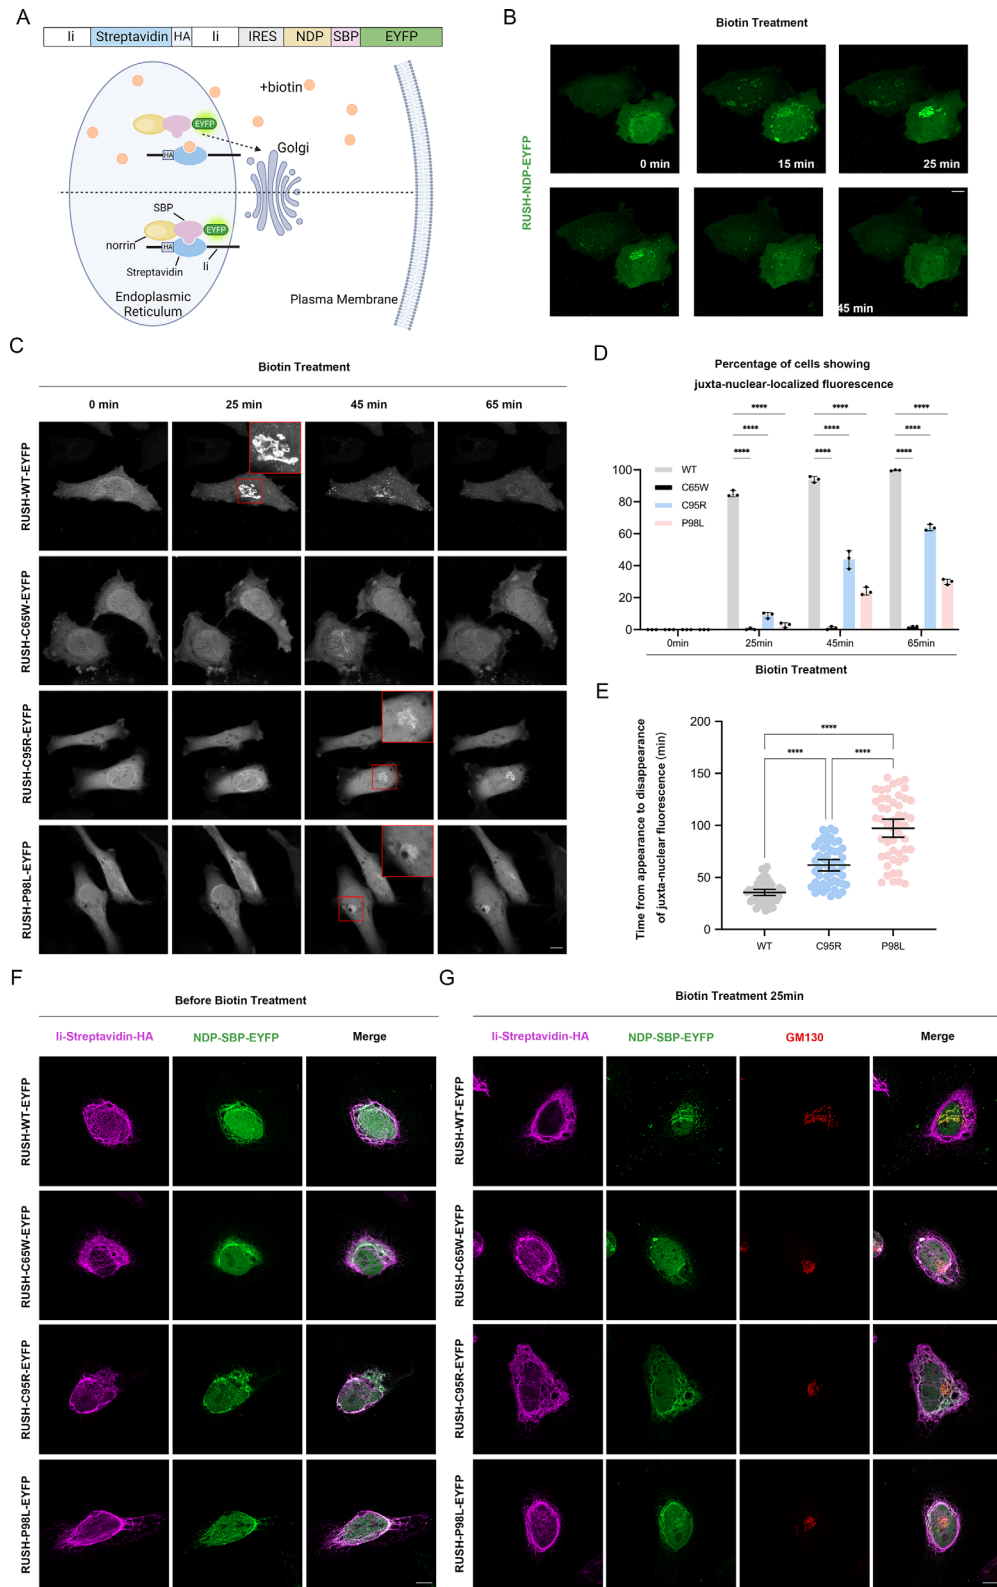 A
Ii Streptavidin HA Ii IRES NDP SBP EYFP
+biotin
EYFP
HA
Golgi
SBP
EYFP
norrin
HA
Ii
Streptavidin
Endoplasmic
Reticulum
Plasma Membrane
B
Biotin Treatment
RUSH-NDP-EYFP
0 min
15 min
25 min
45 min
C
Biotin Treatment
0 min 25 min 45 min 65 min
RUSH-WT-EYFP
RUSH-C65W-EYFP
RUSH-C95R-EYFP
RUSH-P98L-EYFP
D
Percentage of cells showing
juxta-nuclear-localized fluorescence
**** **** ****
**** **** ****
**** **** ****
WT
C65W
C95R
P98L
100
80
60
40
20
0
0min 25min 45min 65min
Biotin Treatment
E
Time from appearance to disappearance
of juxta-nuclear fluorescence (min)
200
150
100
50
0
****
**** ****
WT C95R P98L
F
Before Biotin Treatment
Ii-Streptavidin-HA NDP-SBP-EYFP Merge
RUSH-WT-EYFP
RUSH-C65W-EYFP
RUSH-C95R-EYFP
RUSH-P98L-EYFP
G
Biotin Treatment 25min
Ii-Streptavidin-HA NDP-SBP-EYFP GM130 Merge
RUSH-WT-EYFP
RUSH-C65W-EYFP
RUSH-C95R-EYFP
RUSH-P98L-EYFP